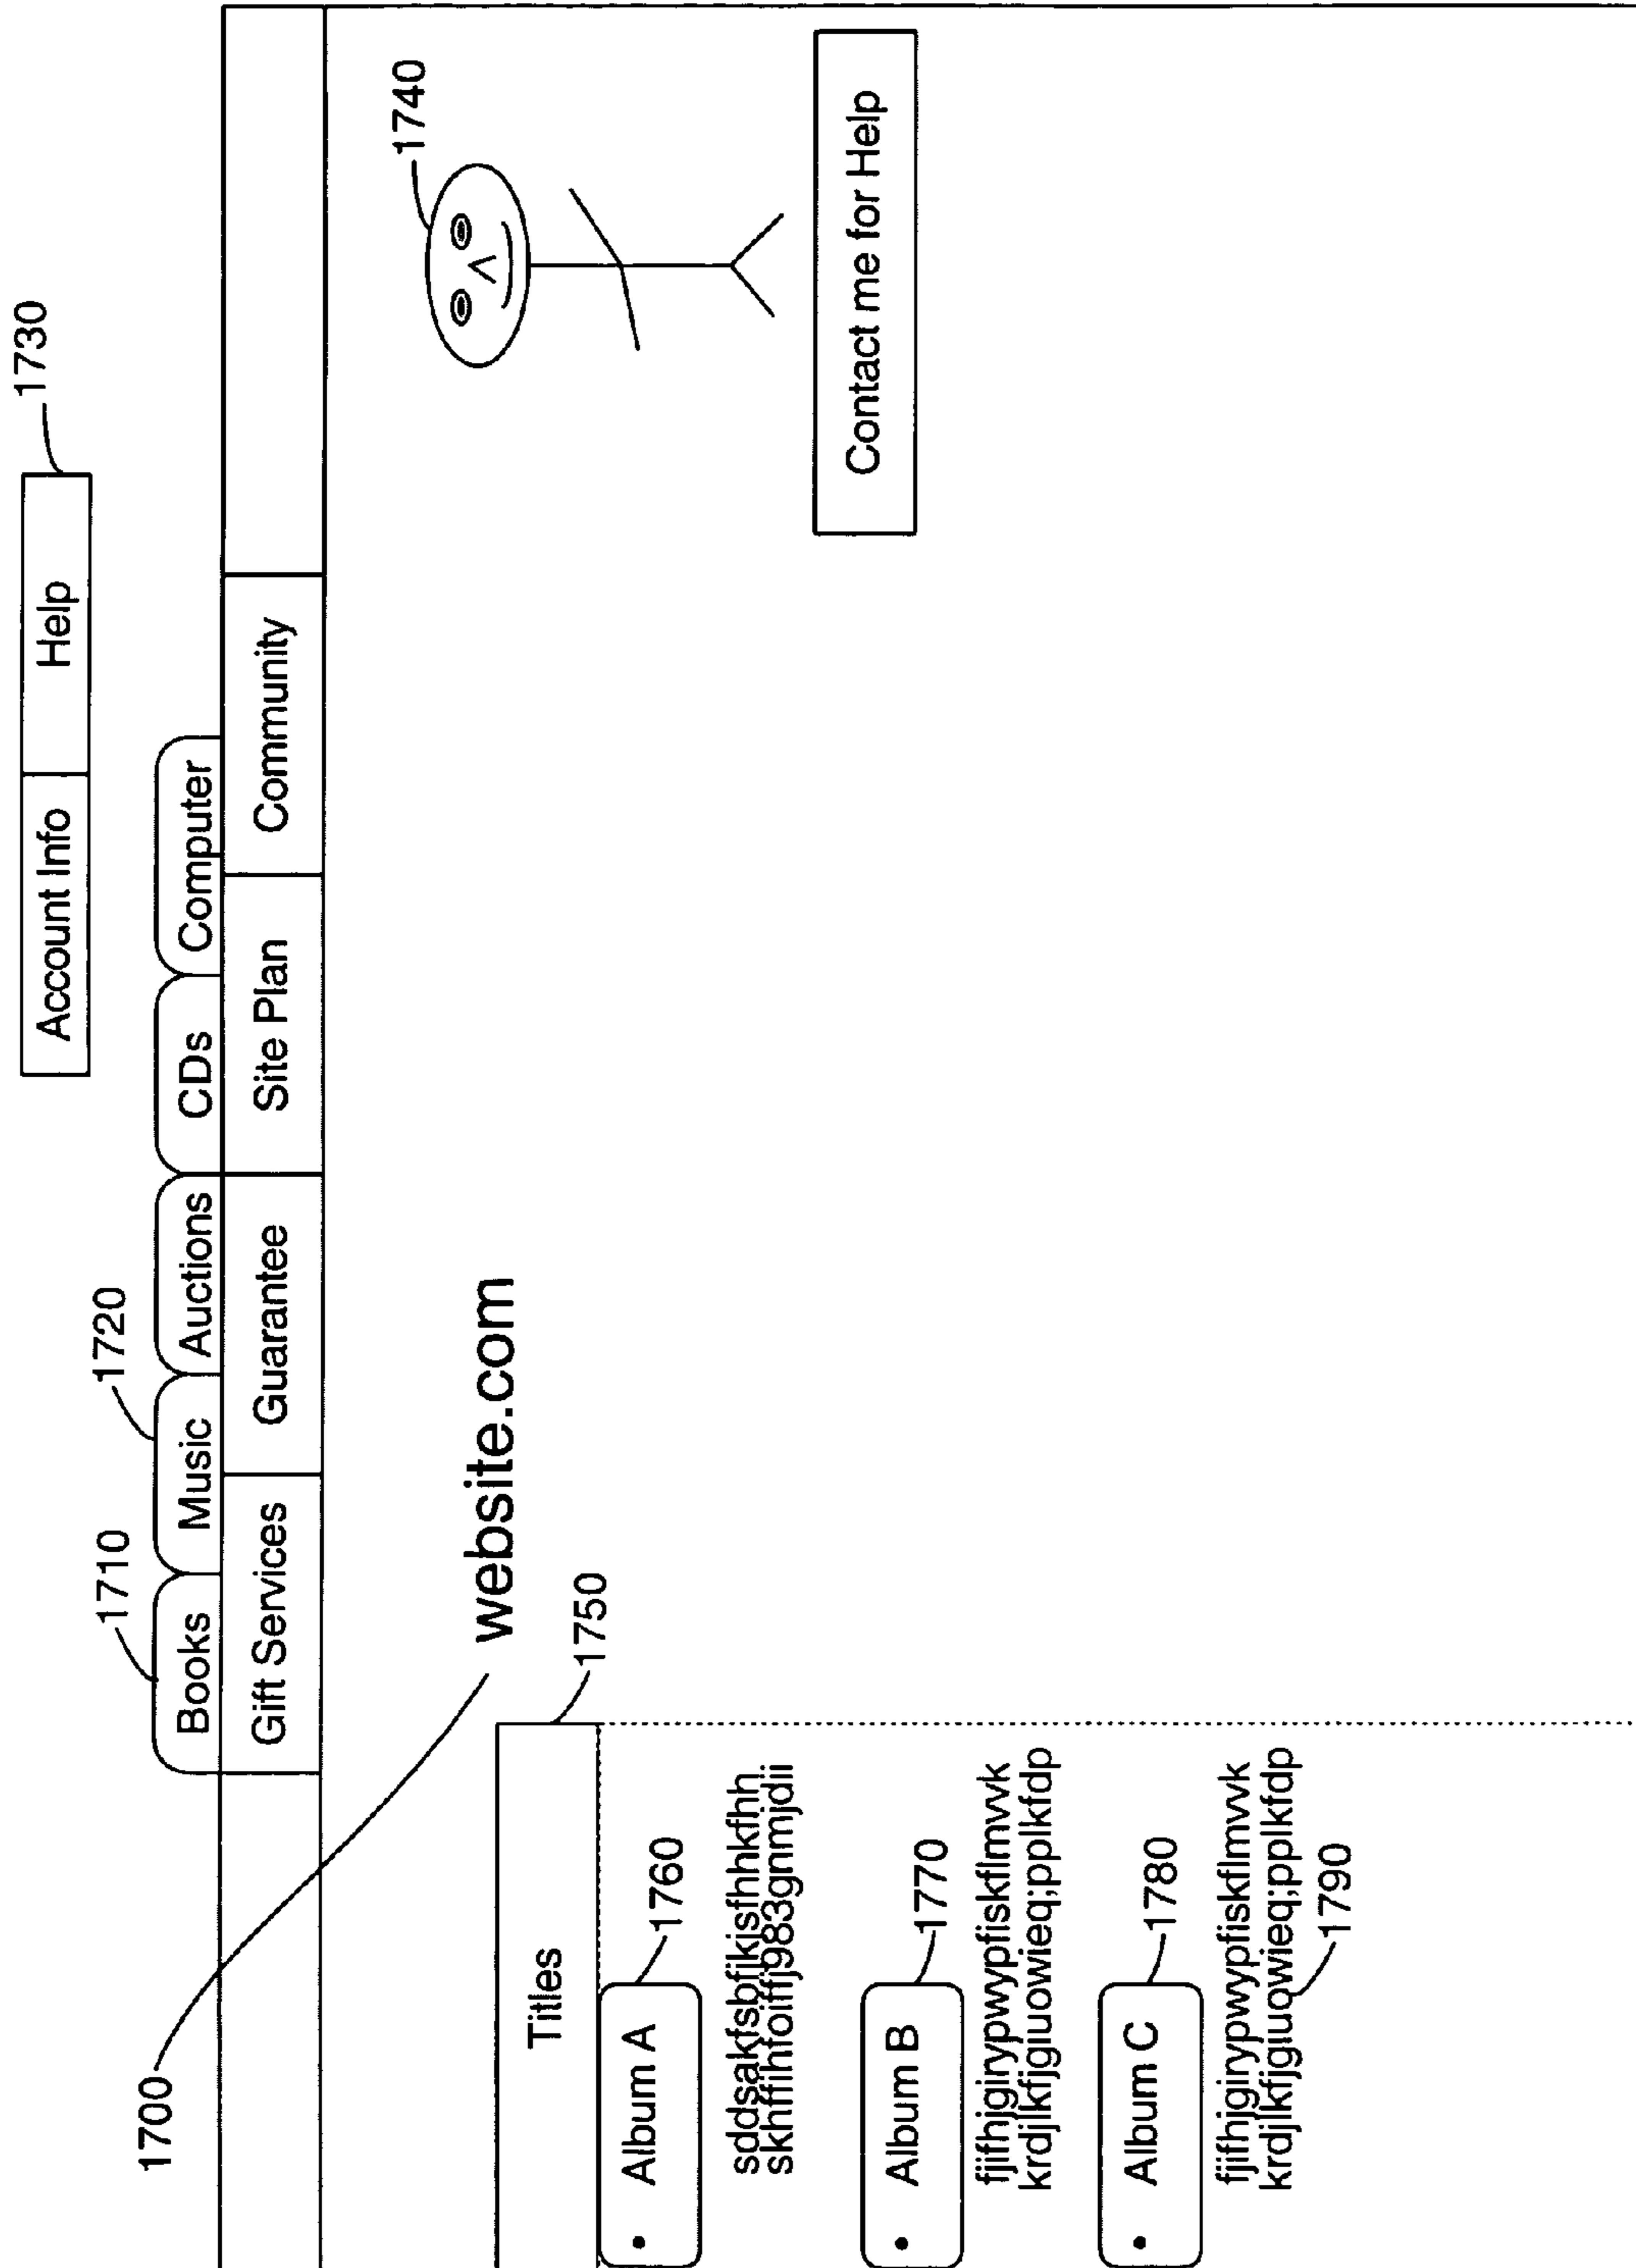 1730
Account Info Help
1710
1720
Books Music Auctions CDs Computer
Gift Services Guarantee Site Plan Community
1700
1740
website.com
1750
Titles
• Album A
1760
sddsakfsbfjkjsfhhkfhh
skhffihfoiffj983gnmjdii
Contact me for Help
• Album B
1770
fjifhjgirypwypfiskflmvvk
krdjlkfjgiuowieq;pplkfdp
• Album C
1780
fjifhjgirypwypfiskflmvvk
krdjlkfjgiuowieq;pplkfdp
1790